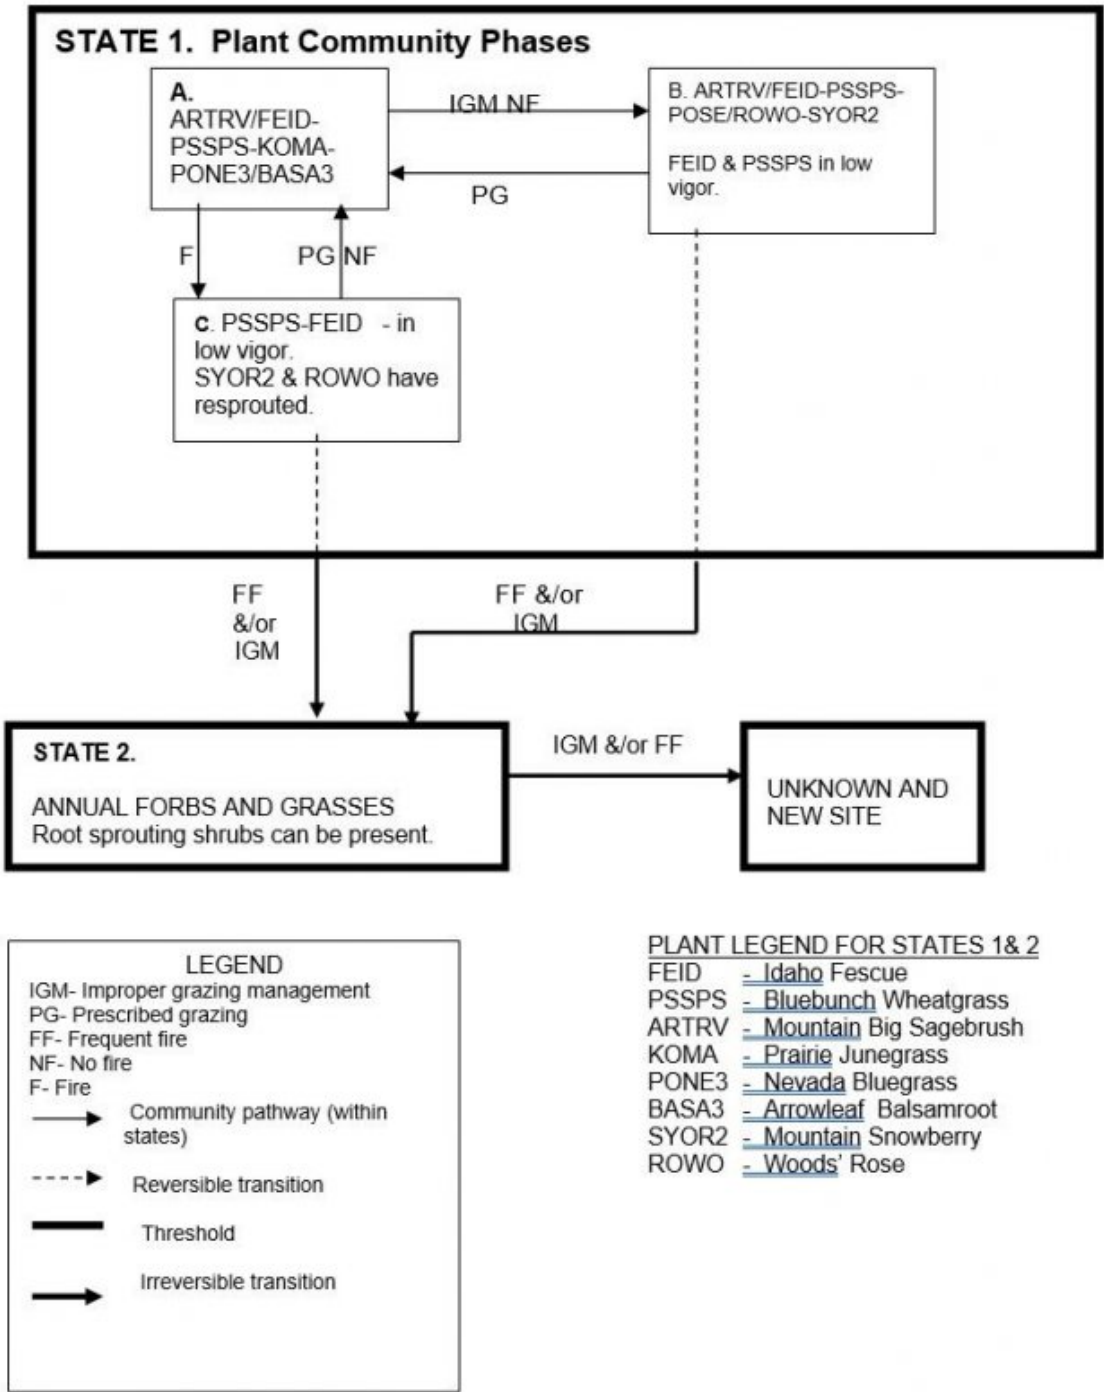 STATE 1. Plant Community Phases
A.
ARTRV/FEID-
PSSPS-KOMA-
PONE3/BASA3
IGM NF
B. ARTRV/FEID-PSSPS-
POSE/ROWO-SYOR2
FEID & PSSPS in low
vigor.
PG
F
PG NF
C. PSSPS-FEID - in
low vigor.
SYOR2 & ROWO have
resprouted.
FF
&/or
IGM
FF &/or
IGM
STATE 2.
ANNUAL FORBS AND GRASSES
Root sprouting shrubs can be present.
IGM &/or FF
UNKNOWN AND
NEW SITE
LEGEND
IGM- Improper grazing management
PG- Prescribed grazing
FF- Frequent fire
NF- No fire
F- Fire
Community pathway (within
states)
Reversible transition
Threshold
Irreversible transition
PLANT LEGEND FOR STATES 1& 2
FEID - Idaho Fescue
PSSPS - Bluebunch Wheatgrass
ARTRV - Mountain Big Sagebrush
KOMA - Prairie Junegrass
PONE3 - Nevada Bluegrass
BASA3 - Arrowleaf Balsamroot
SYOR2 - Mountain Snowberry
ROWO - Woods' Rose